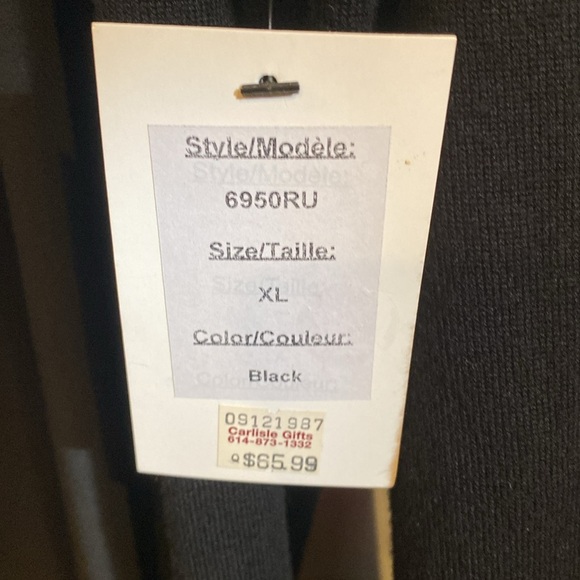 Style/Modèle:
6950RU
Size/Taille:
XL
Color/Couleur:
Black
09121987
Carlisle Gifts
614-873-1332
Q $65.99